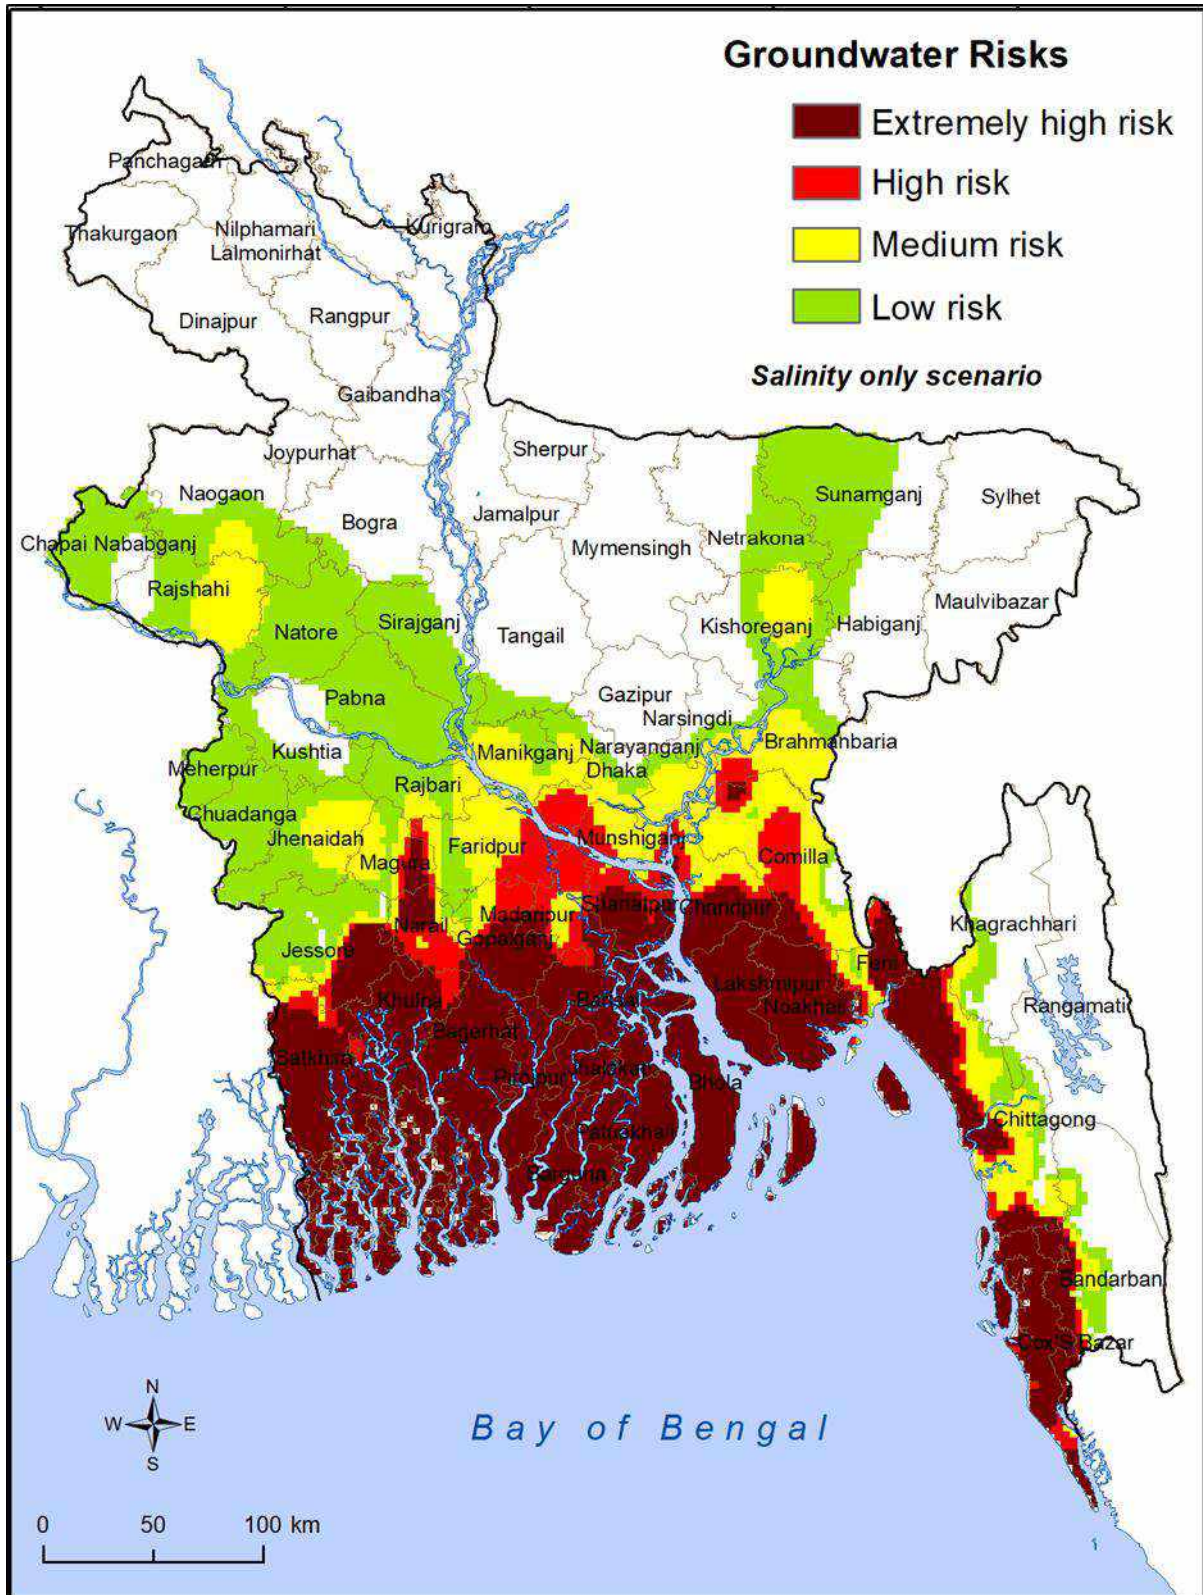 Groundwater Risks
Extremely high risk
High risk
Medium risk
Low risk
Salinity only scenario
Panchagarh
Thakurgaon
Nilphamari
Lalmonirhat
Kurigram
Dinajpur
Rangpur
Gaibandha
Joypurhat
Sherpur
Naogaon
Bogra
Jamalpur
Sunamganj
Sylhet
Chapai Nababganj
Mymensingh
Netrakona
Rajshahi
Maulvibazar
Natore
Sirajganj
Tangail
Kishoreganj
Habiganj
Pabna
Gazipur
Narsingdi
Kushtia
Manikganj
Narayanganj
Brahmanbaria
Meherpur
Dhaka
Rajbari
Chuadanga
Jhenaidah
Faridpur
Munshiganj
Comilla
Magura
Shariatpur
Chandpur
Madaripur
Narail
Gopalganj
Khagrachhari
Jessore
Feni
Lakshmipur
Khulna
Barisal
Noakhali
Rangamati
Bagerhat
Satkhira
Jhalokati
Pirojpur
Bhola
Chittagong
Patuakhali
Barguna
Bandarban
Cox'S Bazar
N
W E
S
Bay of Bengal
0 50 100 km